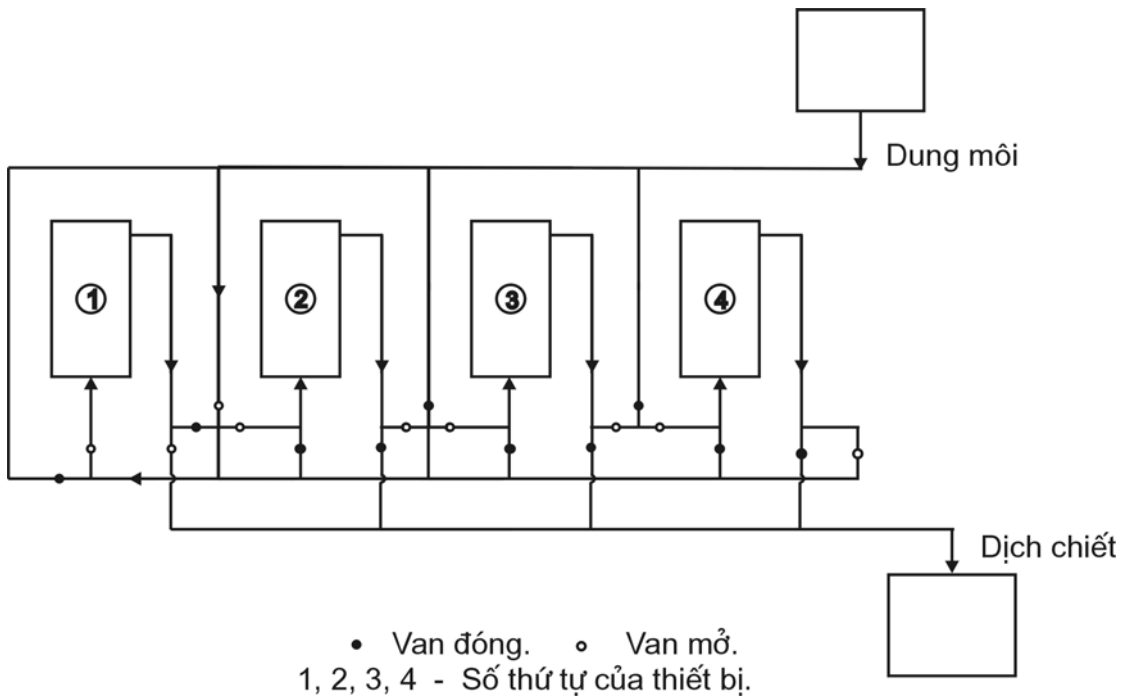 Dung môi
① ② ③ ④
Dịch chiết
• Van đóng. ∘ Van mở.
1, 2, 3, 4 - Số thứ tự của thiết bị.